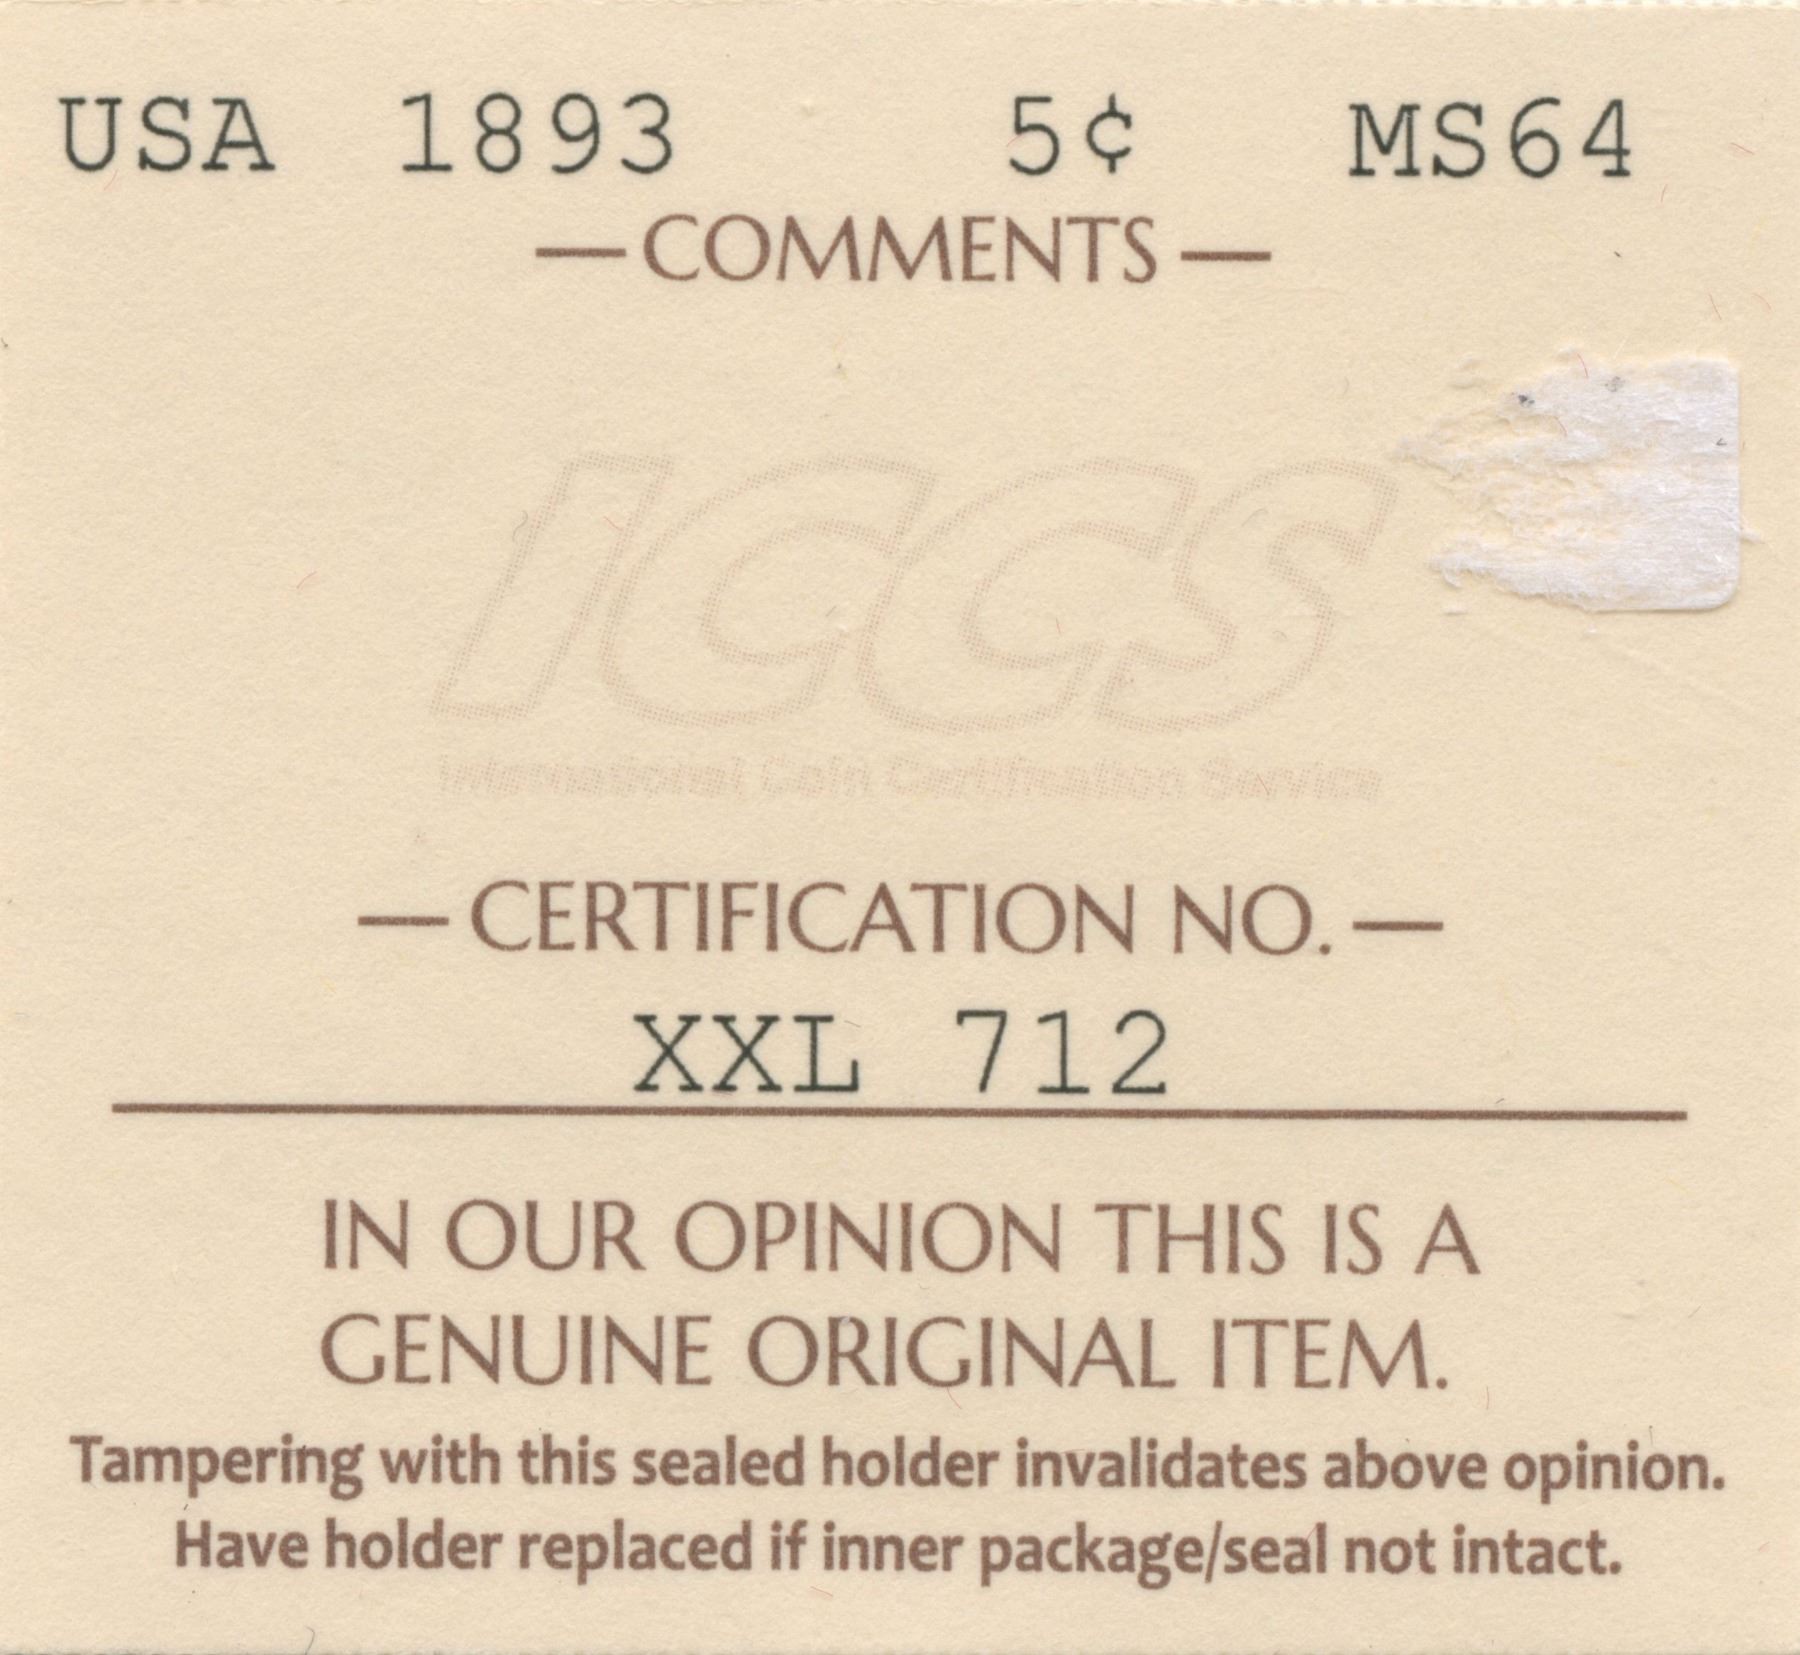 USA 1893 5¢ MS64
— COMMENTS —
ICCS
International Coin Certification Service
— CERTIFICATION NO. —
XXL 712
IN OUR OPINION THIS IS A
GENUINE ORIGINAL ITEM.
Tampering with this sealed holder invalidates above opinion.
Have holder replaced if inner package/seal not intact.